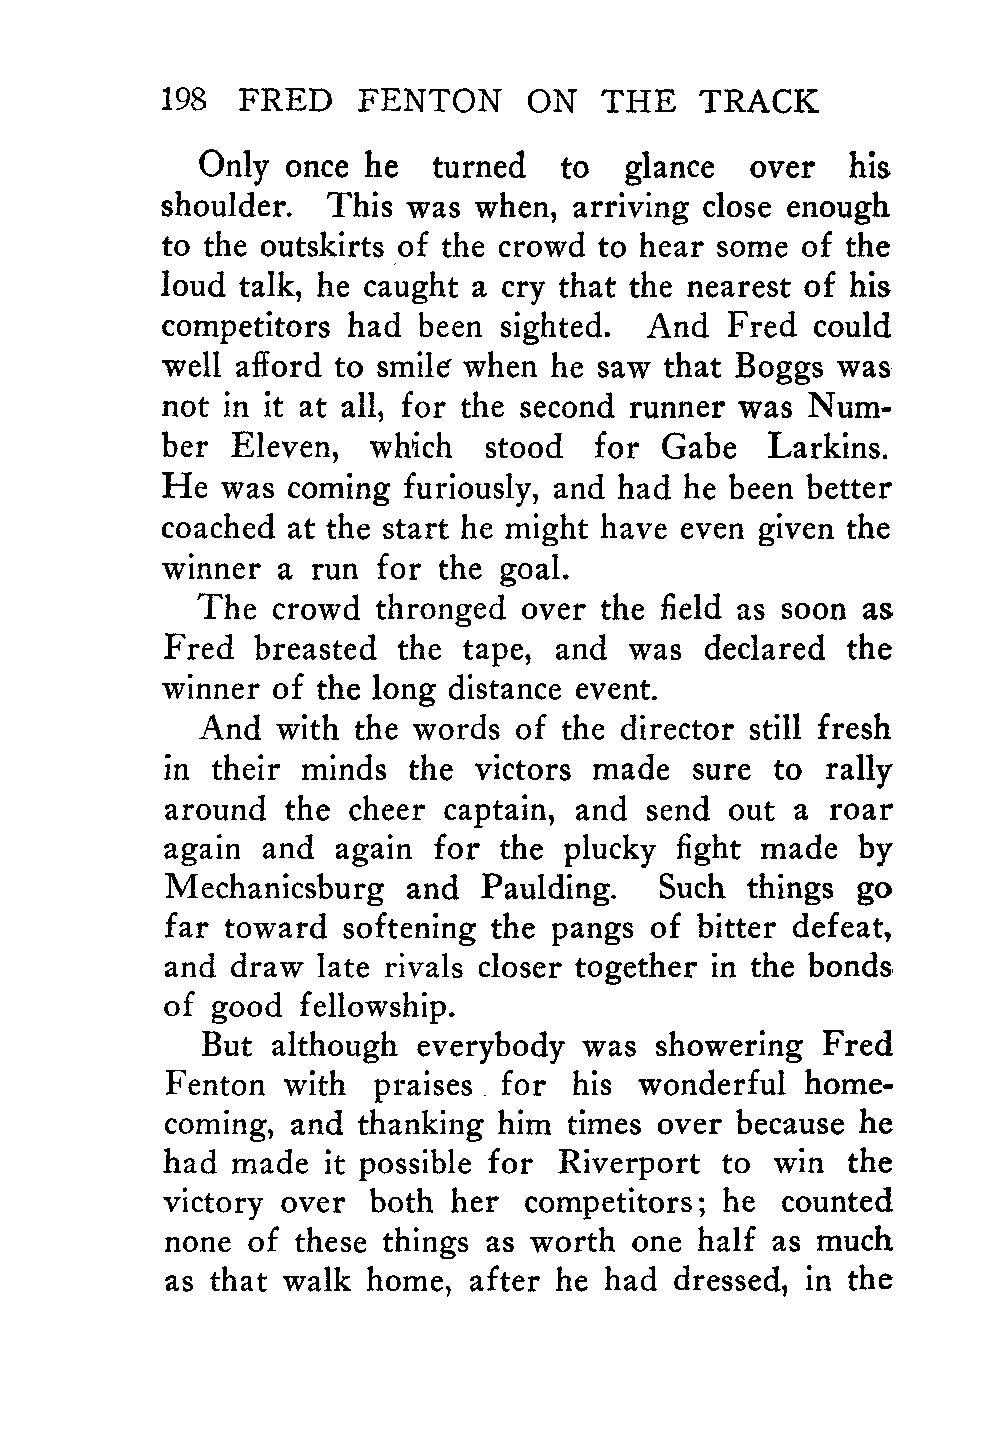 198 FRED FENTON ON THE TRACK
Only once he turned to glance over his
shoulder. This was when, arriving close enough
to the outskirts of the crowd to hear some of the
loud talk, he caught a cry that the nearest of his
competitors had been sighted. And Fred could
well afford to smile when he saw that Boggs was
not in it at all, for the second runner was Num-
ber Eleven, which stood for Gabe Larkins.
He was coming furiously, and had he been better
coached at the start he might have even given the
winner a run for the goal.
The crowd thronged over the field as soon as
Fred breasted the tape, and was declared the
winner of the long distance event.
And with the words of the director still fresh
in their minds the victors made sure to rally
around the cheer captain, and send out a roar
again and again for the plucky fight made by
Mechanicsburg and Paulding. Such things go
far toward softening the pangs of bitter defeat,
and draw late rivals closer together in the bonds
of good fellowship.
But although everybody was showering Fred
Fenton with praises for his wonderful home-
coming, and thanking him times over because he
had made it possible for Riverport to win the
victory over both her competitors; he counted
none of these things as worth one half as much
as that walk home, after he had dressed, in the